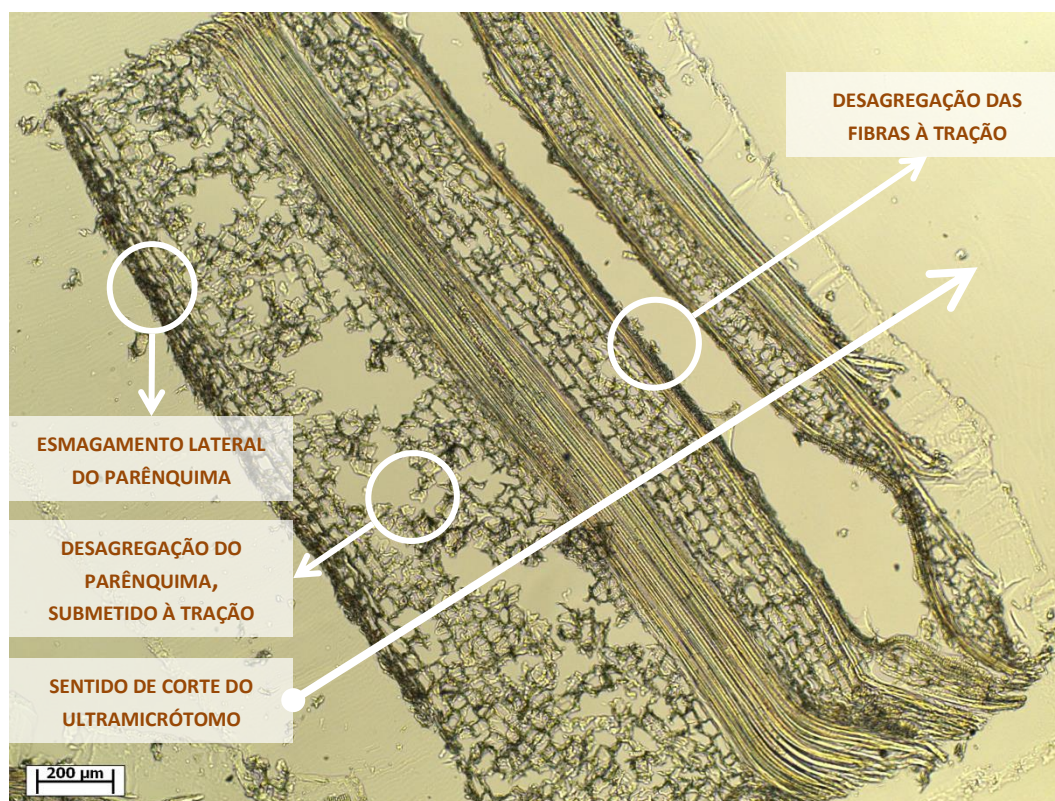 DESAGREGAÇÃO DAS
FIBRAS À TRAÇÃO
ESMAGAMENTO LATERAL
DO PARÊNQUIMA
DESAGREGAÇÃO DO
PARÊNQUIMA,
SUBMETIDO À TRAÇÃO
SENTIDO DE CORTE DO
ULTRAMICRÓTOMO
200 µm